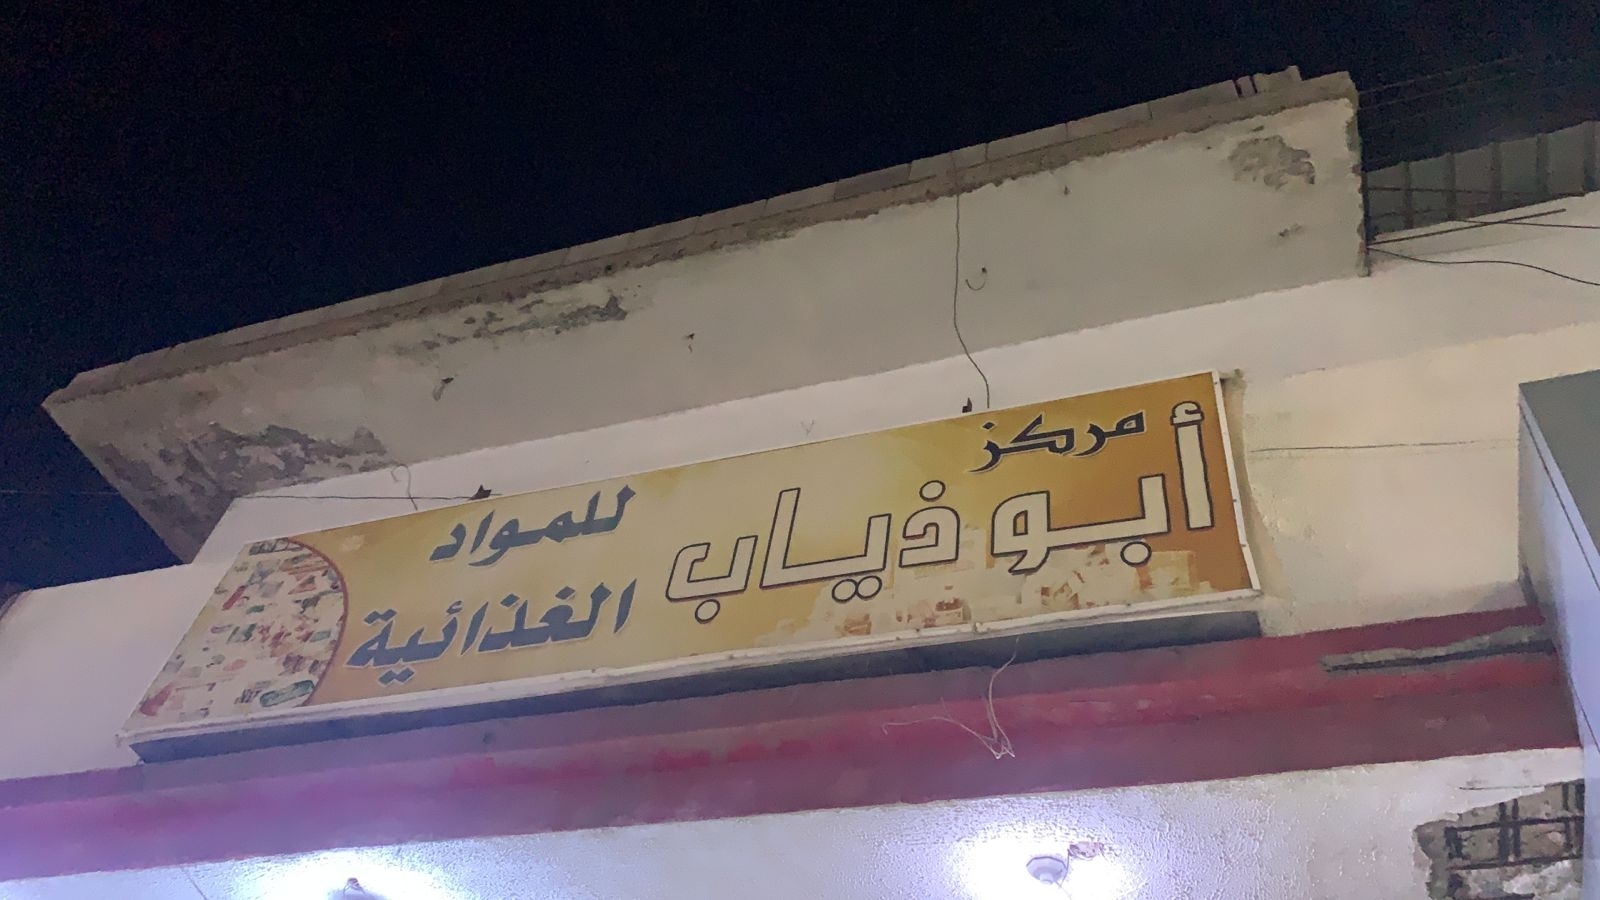 مركز
أبو ذياب
للمواد
الغذائية